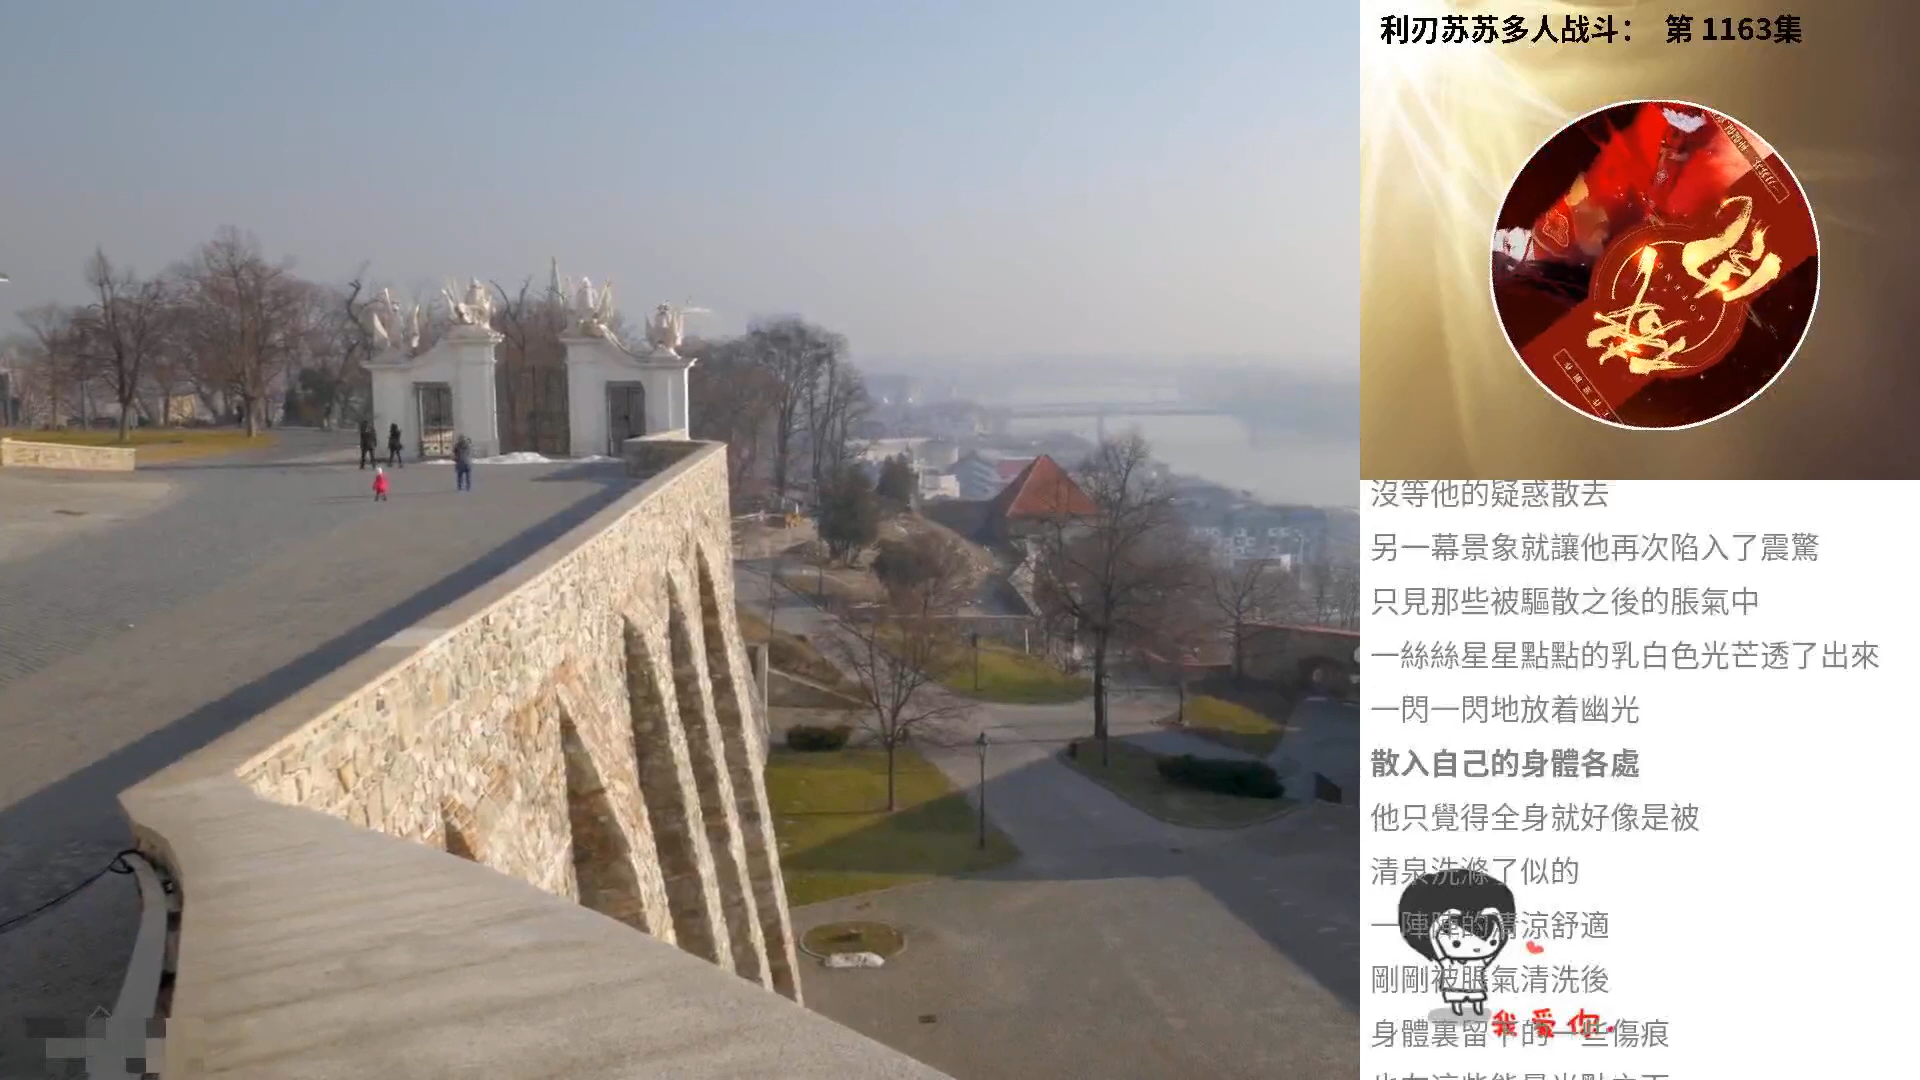 利刃苏苏多人战斗： 第 1163集
沒等他的疑惑散去
另一幕景象就讓他再次陷入了震驚
只見那些被驅散之後的脹氣中
一絲絲星星點點的乳白色光芒透了出來
一閃一閃地放着幽光
散入自己的身體各處
他只覺得全身就好像是被
清泉洗滌了似的
一陣陣的清涼舒適
剛剛被脹氣清洗後
我爱你.
身體裏留下的一些傷痕